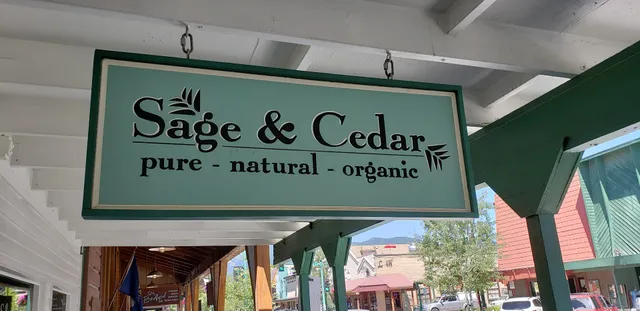 Sage & Cedar
pure - natural - organic